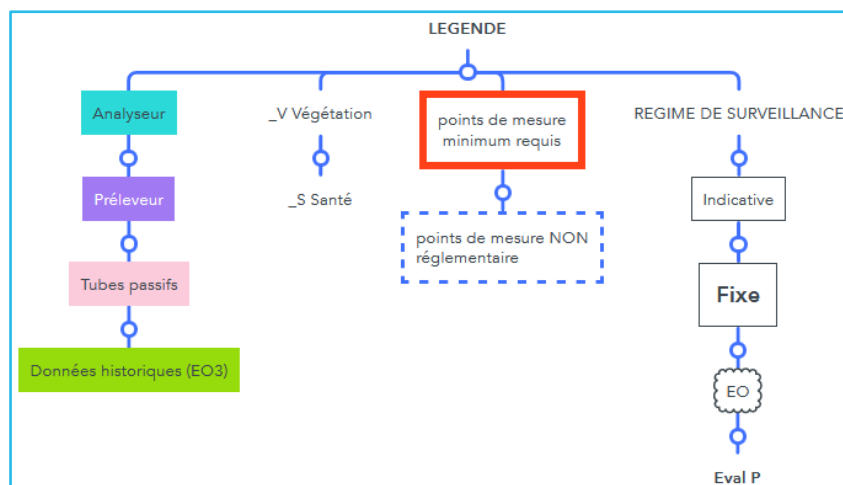 LEGENDE
Analyseur
_V Végétation
points de mesure
minimum requis
REGIME DE SURVEILLANCE
Préleveur
_S Santé
Indicative
points de mesure NON
réglementaire
Tubes passifs
Fixe
Données historiques (EO3)
EO
Eval P